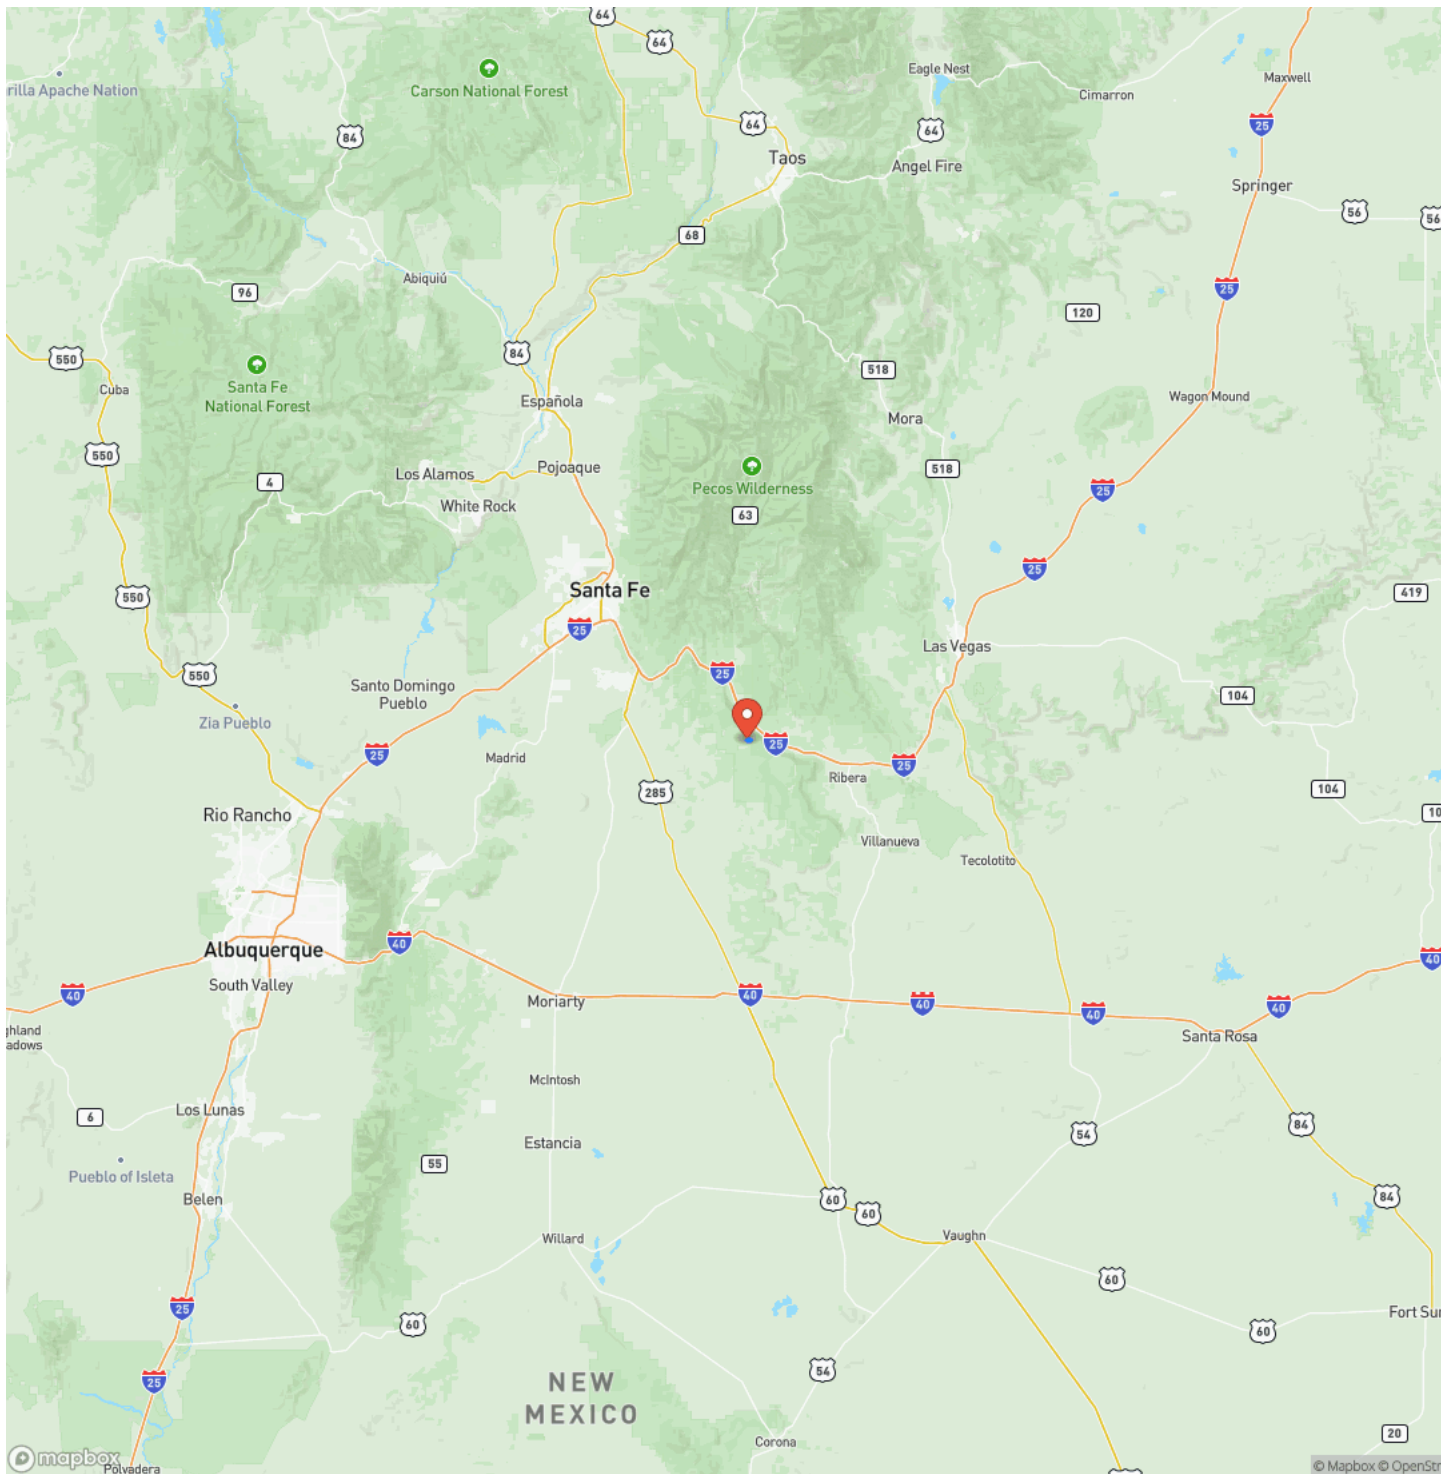 64
64
Eagle Nest
Maxwell
rilla Apache Nation
Carson National Forest
Cimarron
84
64
64
25
Taos
Angel Fire
Springer
56
56
68
Abiquiú
96
25
120
550
84
Santa Fe
National Forest
518
Cuba
Española
Wagon Mound
Mora
550
Los Alamos
Pojoaque
518
4
Pecos Wilderness
25
White Rock
63
25
Santa Fe
550
419
25
Las Vegas
550
25
Santo Domingo
Pueblo
104
Zia Pueblo
25
25
Madrid
25
Ribera
285
104
Rio Rancho
10
Villanueva
Tecolotito
40
Albuquerque
40
South Valley
40
40
Moriarty
40
40
40
ghland
adows
Santa Rosa
McIntosh
6
Los Lunas
84
54
Estancia
55
Pueblo of Isleta
Belen
60
60
84
Willard
Vaughn
60
25
60
60
Fort Sum
54
25
NEW
MEXICO
20
Corona
mapbox
Polvadera
© Mapbox © OpenStr